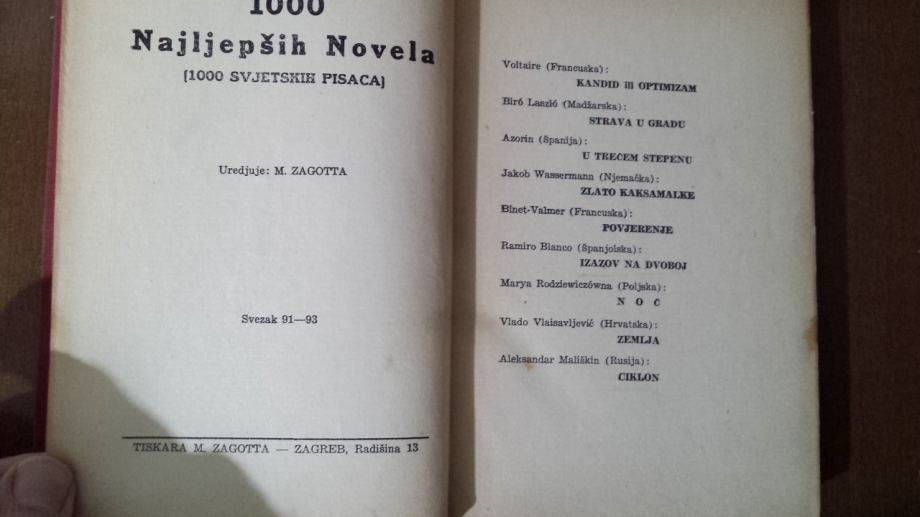 1000
Najljepših Novela
(1000 SVJETSKIH PISACA)
Uredjuje: M. ZAGOTTA
Svezak 91—93
TISKARA M. ZAGOTTA — ZAGREB, Radišina 13
Voltaire (Francuska):
KANDID ili OPTIMIZAM
Biró Laszló (Madžarska):
STRAVA U GRADU
Azorin (Španija):
U TREĆEM STEPENU
Jakob Wassermann (Njemačka):
ZLATO KAKSAMALKE
Binet-Valmer (Francuska):
POVJERENJE
Ramiro Blanco (Španjolska):
IZAZOV NA DVOBOJ
Marya Rodziewiczówna (Poljska):
N O Ć
Vlado Vlaisavljević (Hrvatska):
ZEMLJA
Aleksandar Mališkin (Rusija):
CIKLON